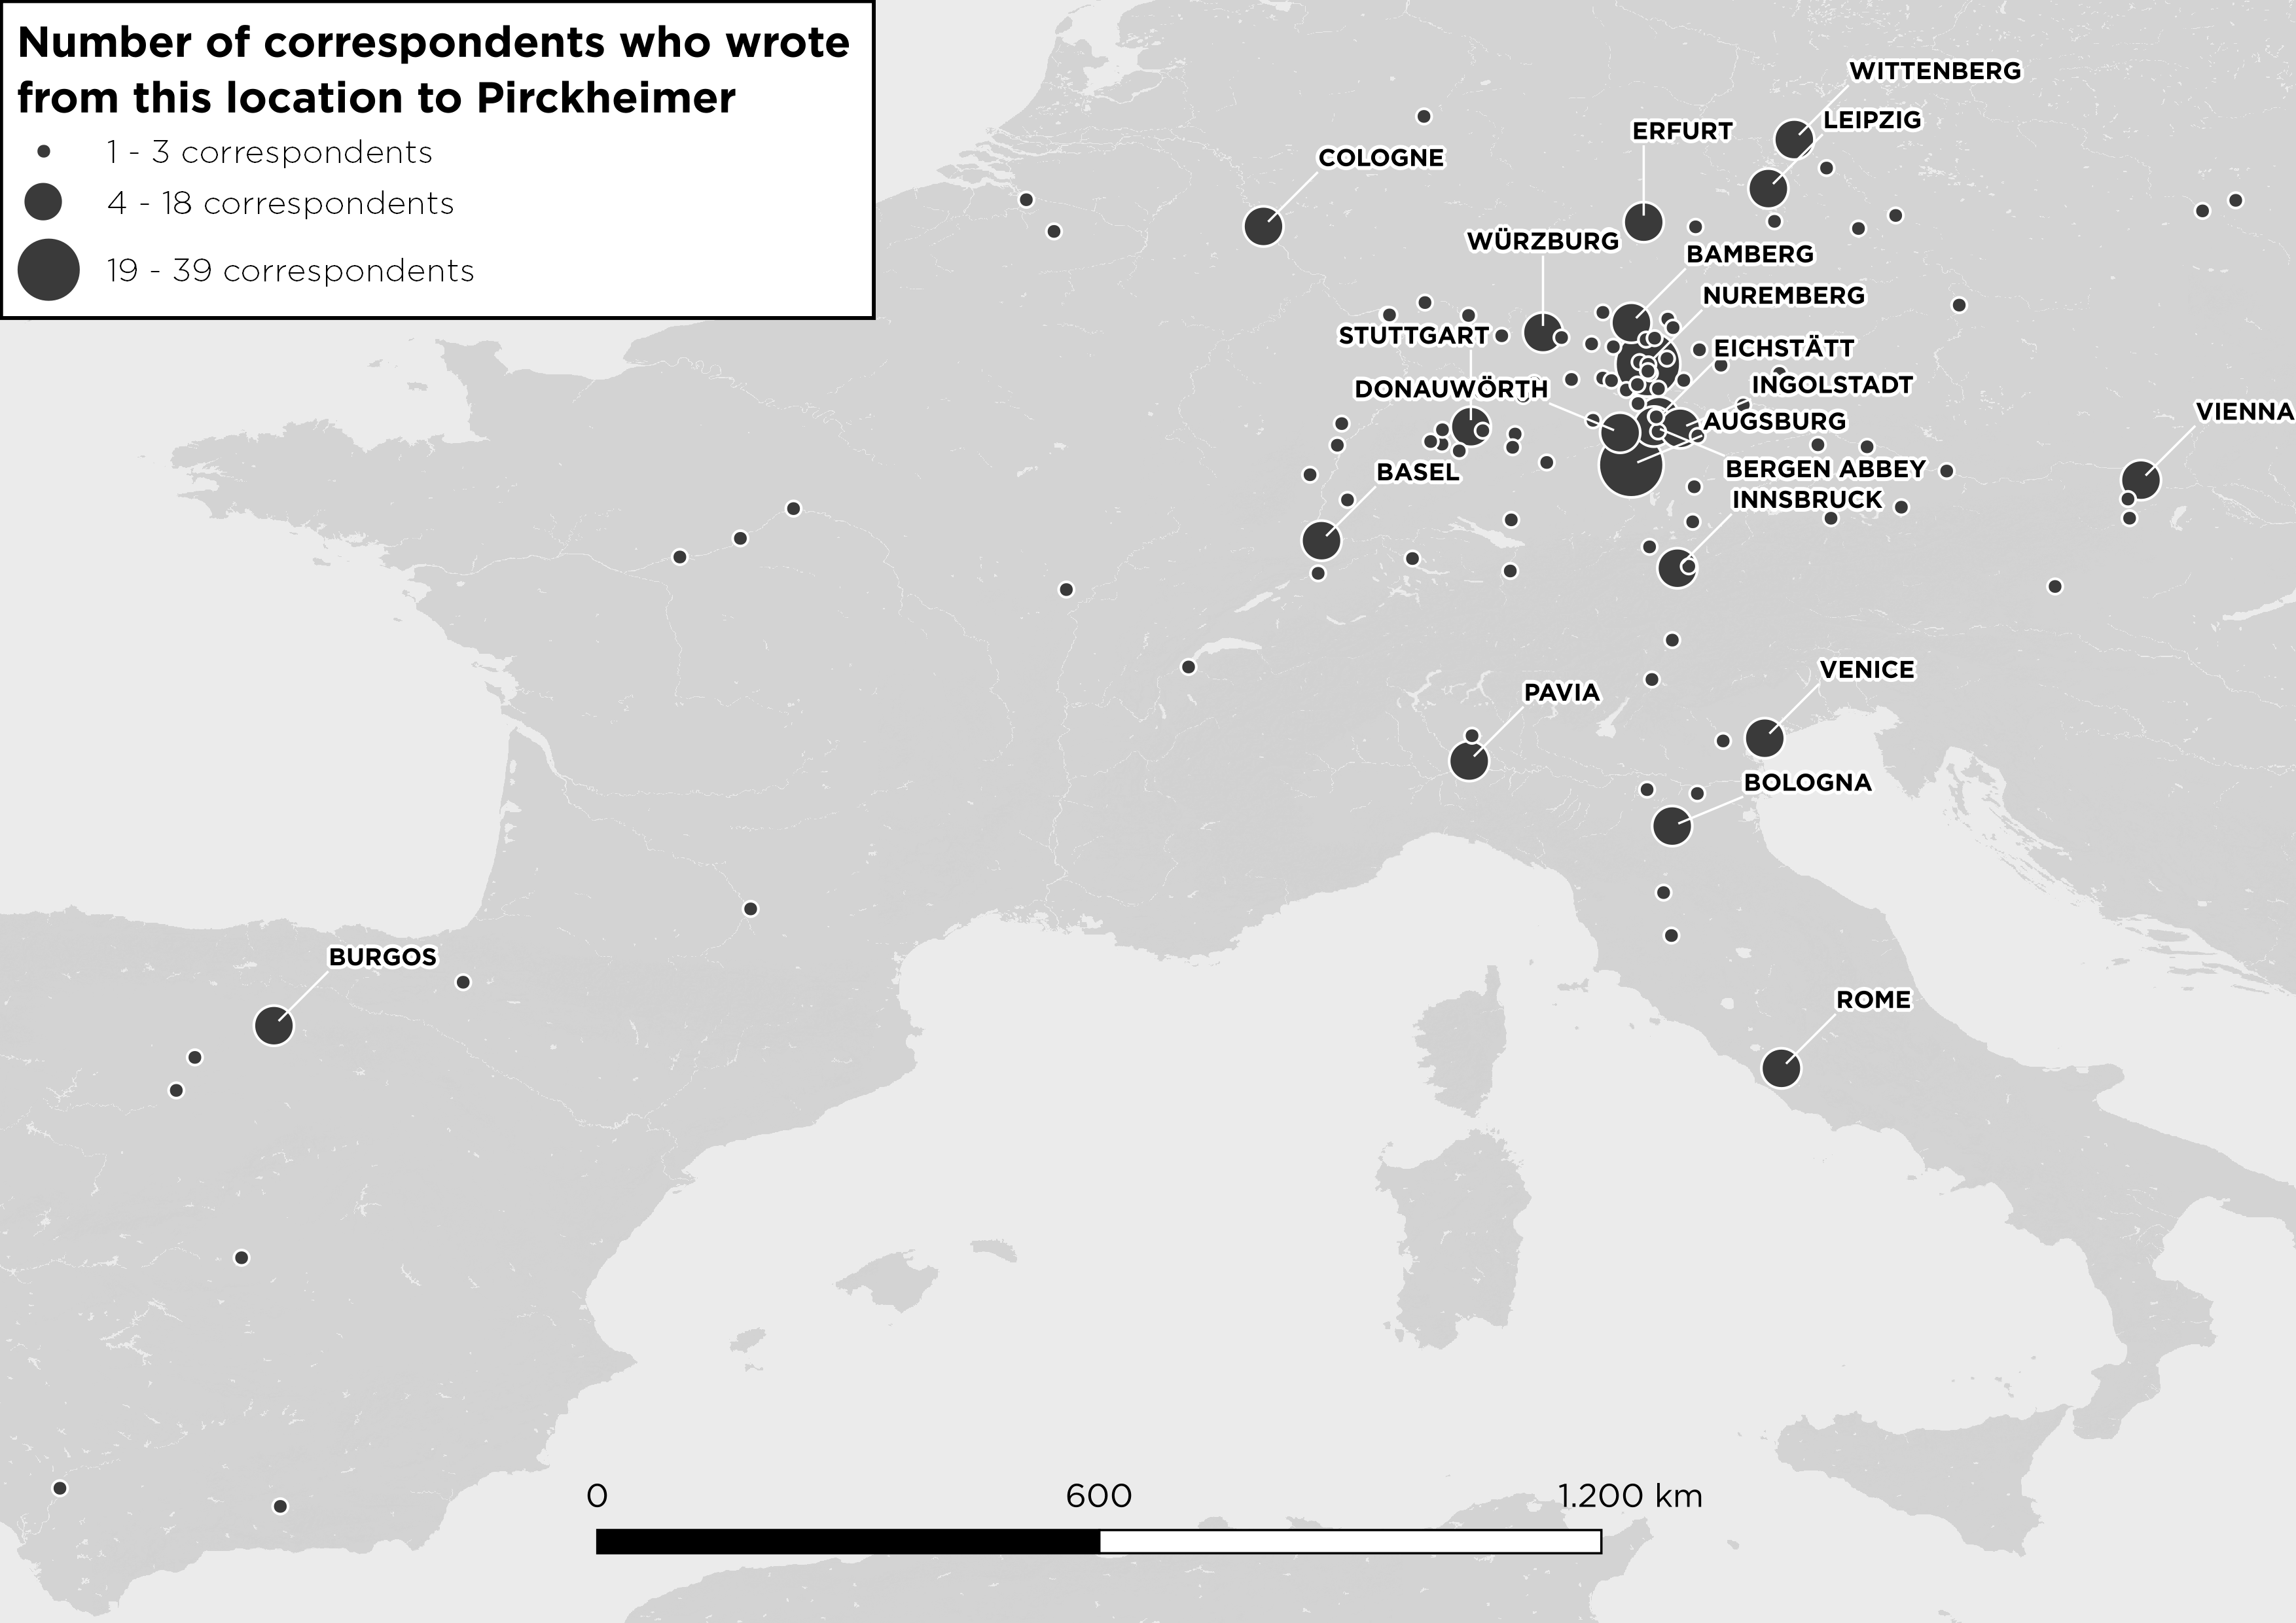 Number of correspondents who wrote
from this location to Pirckheimer
1 - 3 correspondents
4 - 18 correspondents
19 - 39 correspondents
WITTENBERG
LEIPZIG
ERFURT
COLOGNE
WÜRZBURG
BAMBERG
NUREMBERG
STUTTGART
EICHSTÄTT
DONAUWÖRTH
INGOLSTADT
VIENNA
AUGSBURG
BASEL
BERGEN ABBEY
INNSBRUCK
VENICE
PAVIA
BOLOGNA
BURGOS
ROME
0
600
1.200 km